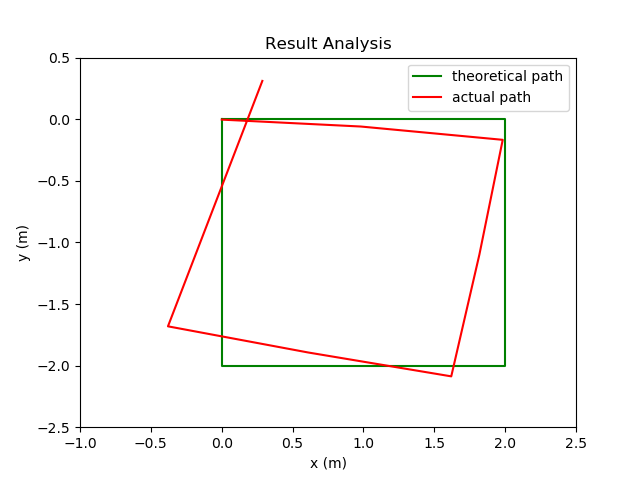 Result Analysis
theoretical path
actual path
0.5
0.0
−0.5
−1.0
−1.5
−2.0
−2.5
y (m)
−1.0 −0.5 0.0 0.5 1.0 1.5 2.0 2.5
x (m)